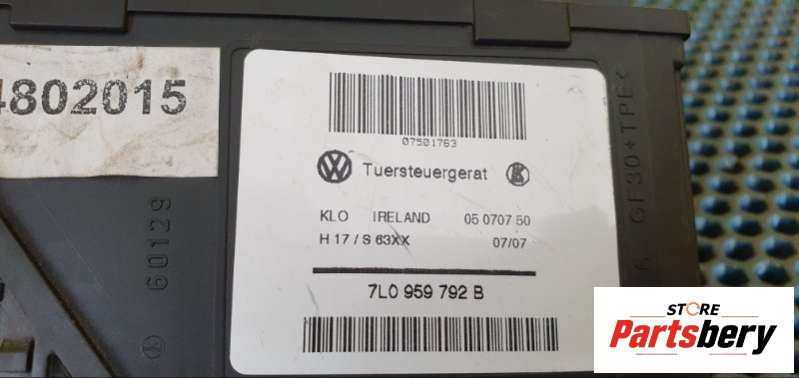 4802015
07501763
VW Tuersteuergerat K
KLO IRELAND 05 0707 50
H 17 / S 63XX 07/07
7L0 959 792 B
60129
GF30+TPE<
STORE
Partsbery